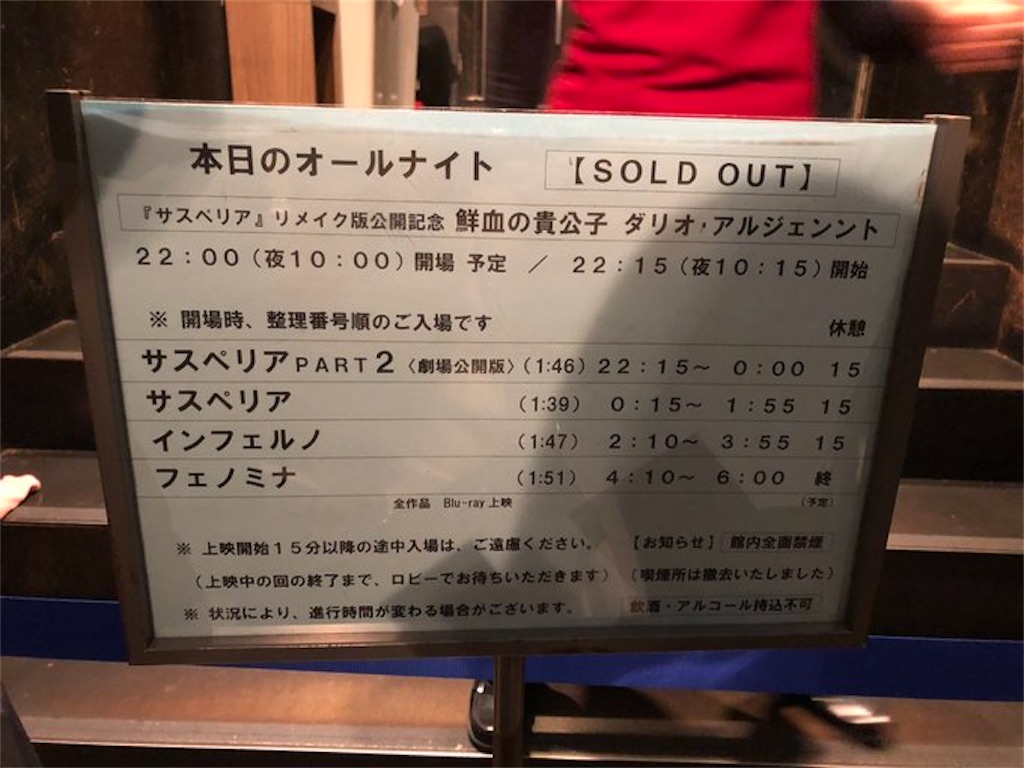 本日のオールナイト 【SOLD OUT】
『サスペリア』リメイク版公開記念 鮮血の貴公子 ダリオ・アルジェンント
22:00(夜10:00)開場 予定 / 22:15(夜10:15)開始
※ 開場時、整理番号順のご入場です 休憩
サスペリアPART2〈劇場公開版〉(1:46) 22:15~ 0:00 15
サスペリア (1:39) 0:15~ 1:55 15
インフェルノ (1:47) 2:10~ 3:55 15
フェノミナ (1:51) 4:10~ 6:00 終
全作品 Blu-ray 上映 (予定)
※ 上映開始15分以降の途中入場は、ご遠慮ください。 【お知らせ】 館内全面禁煙
(上映中の回の終了まで、ロビーでお待ちいただきます) (喫煙所は撤去いたしました)
※ 状況により、進行時間が変わる場合がございます。 飲酒・アルコール持込不可